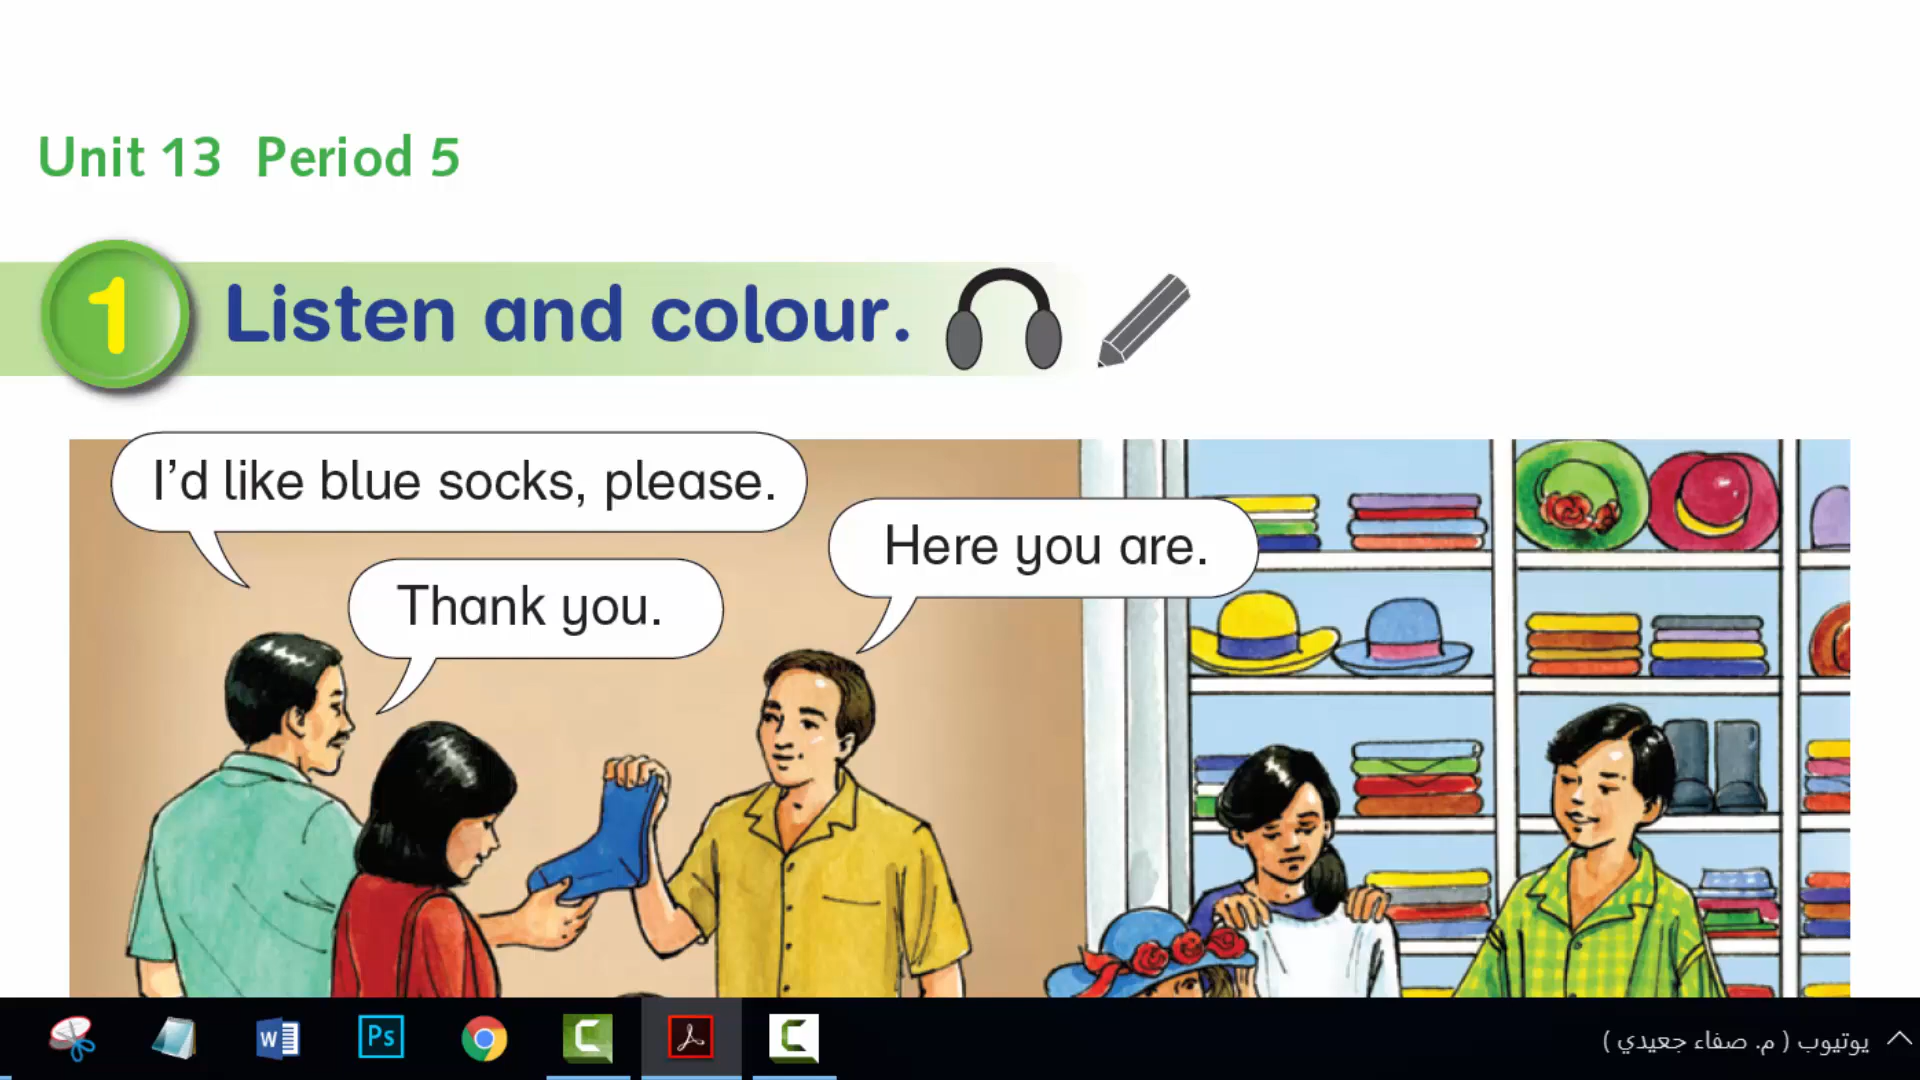 Unit 13 Period 5
1 Listen and colour.
I'd like blue socks, please.
Here you are.
Thank you.
W
Ps
يوتيوب ( م. صفاء جعيدي )